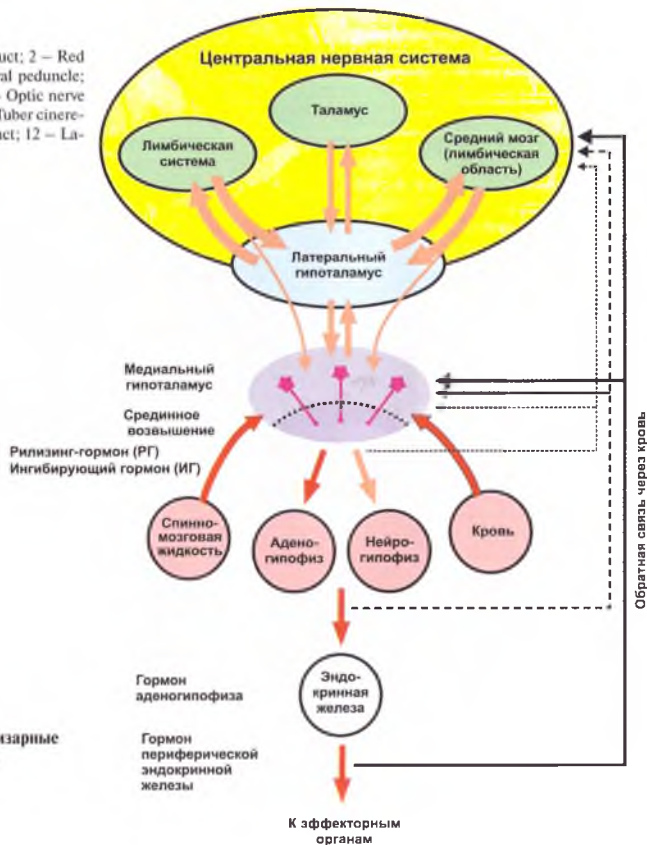 uct; 2 – Red
al peduncle;
Optic nerve
Tuber cinere-
uct; 12 – La-
Центральная нервная система
Таламус
Лимбическая
система
Средний мозг
(лимбическая
область)
Латеральный
гипоталамус
Медиальный
гипоталамус
Срединное
возвышение
Рилизинг-гормон (РГ)
Ингибирующий гормон (ИГ)
Спинно-
мозговая
жидкость
Адено-
гипофиз
Нейро-
гипофиз
Кровь
Обратная связь через кровь
Гормон
аденогипофиза
Эндо-
кринная
железа
изарные
Гормон
периферической
эндокринной
железы
К эффекторным
органам